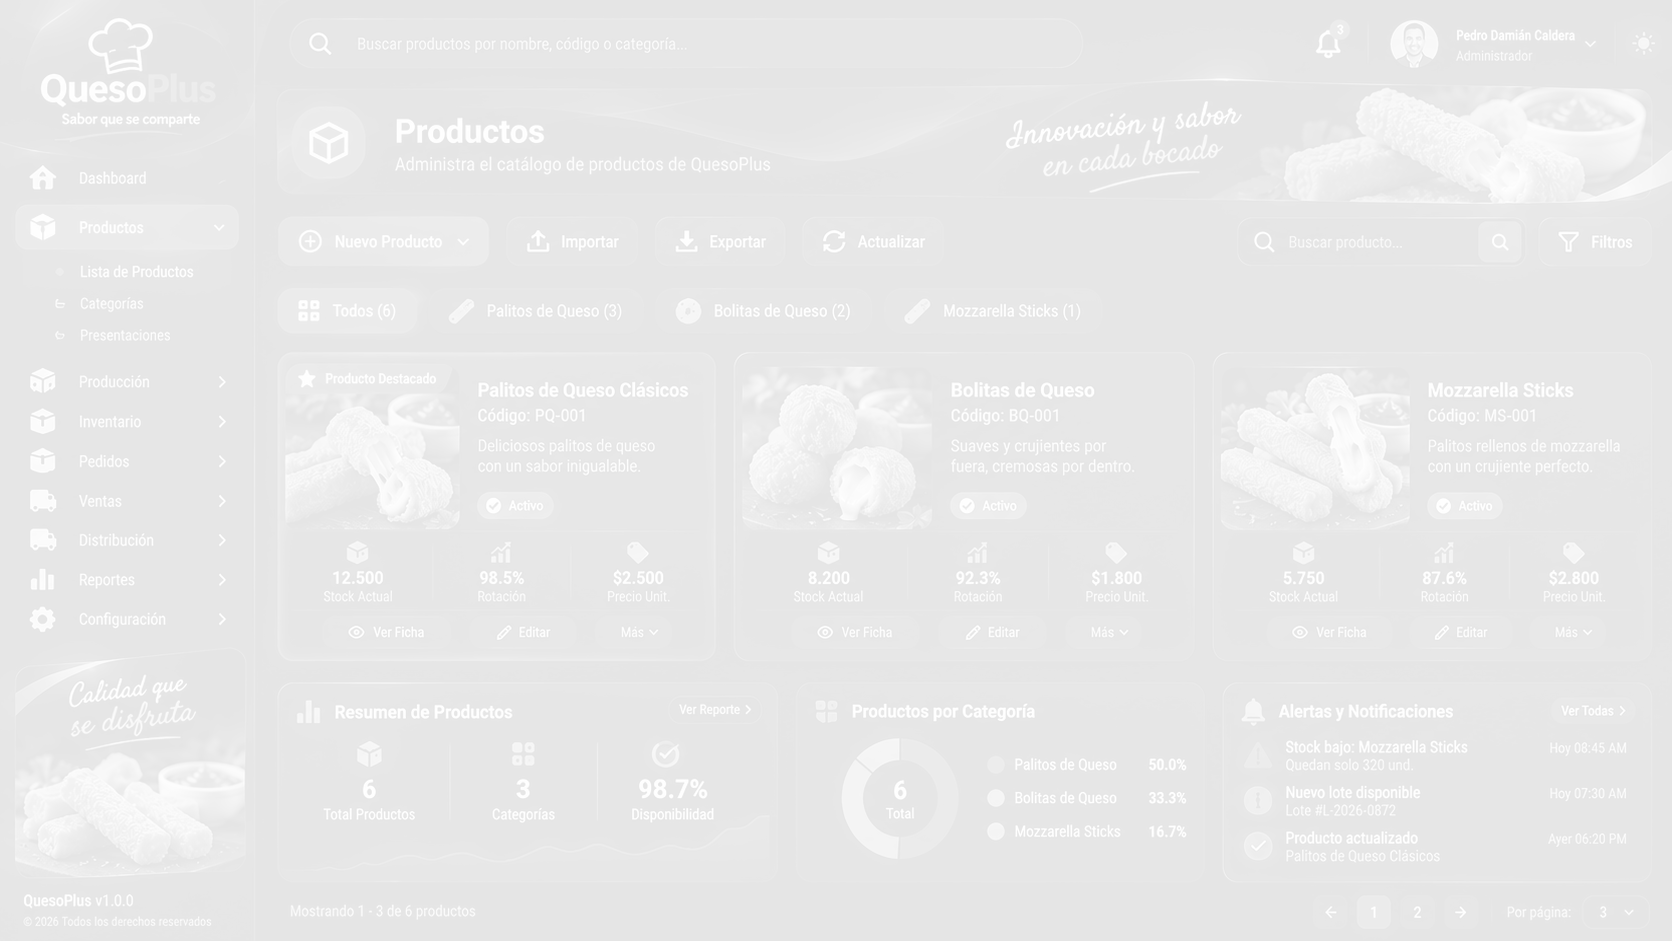 QuesoPlus
Sabor que se comparte
Dashboard
Productos
Lista de Productos
Categorías
Presentaciones
Producción
Inventario
Pedidos
Ventas
Distribución
Reportes
Configuración
Calidad que
se disfruta
QuesoPlus v1.0.0
© 2026 Todos los derechos reservados
Buscar productos por nombre, código o categoría...
3
Pedro Damián Caldera
Administrador
Productos
Administra el catálogo de productos de QuesoPlus
Innovación y sabor
en cada bocado
Nuevo Producto
Importar
Exportar
Actualizar
Buscar producto...
Filtros
Todos (6)
Palitos de Queso (3)
Bolitas de Queso (2)
Mozzarella Sticks (1)
Producto Destacado
Palitos de Queso Clásicos
Código: PQ-001
Deliciosos palitos de queso
con un sabor inigualable.
Activo
12.500
Stock Actual
98.5%
Rotación
$2.500
Precio Unit.
Ver Ficha
Editar
Más
Bolitas de Queso
Código: BQ-001
Suaves y crujientes por
fuera, cremosas por dentro.
Activo
8.200
Stock Actual
92.3%
Rotación
$1.800
Precio Unit.
Ver Ficha
Editar
Más
Mozzarella Sticks
Código: MS-001
Palitos rellenos de mozzarella
con un crujiente perfecto.
Activo
5.750
Stock Actual
87.6%
Rotación
$2.800
Precio Unit.
Ver Ficha
Editar
Más
Resumen de Productos
Ver Reporte
6
Total Productos
3
Categorías
98.7%
Disponibilidad
Productos por Categoría
6
Total
Palitos de Queso 50.0%
Bolitas de Queso 33.3%
Mozzarella Sticks 16.7%
Alertas y Notificaciones
Ver Todas
Stock bajo: Mozzarella Sticks
Hoy 08:45 AM
Quedan solo 320 und.
Nuevo lote disponible
Hoy 07:30 AM
Lote #L-2026-0872
Producto actualizado
Ayer 06:20 PM
Palitos de Queso Clásicos
Mostrando 1 - 3 de 6 productos
1
2
Por página:
3